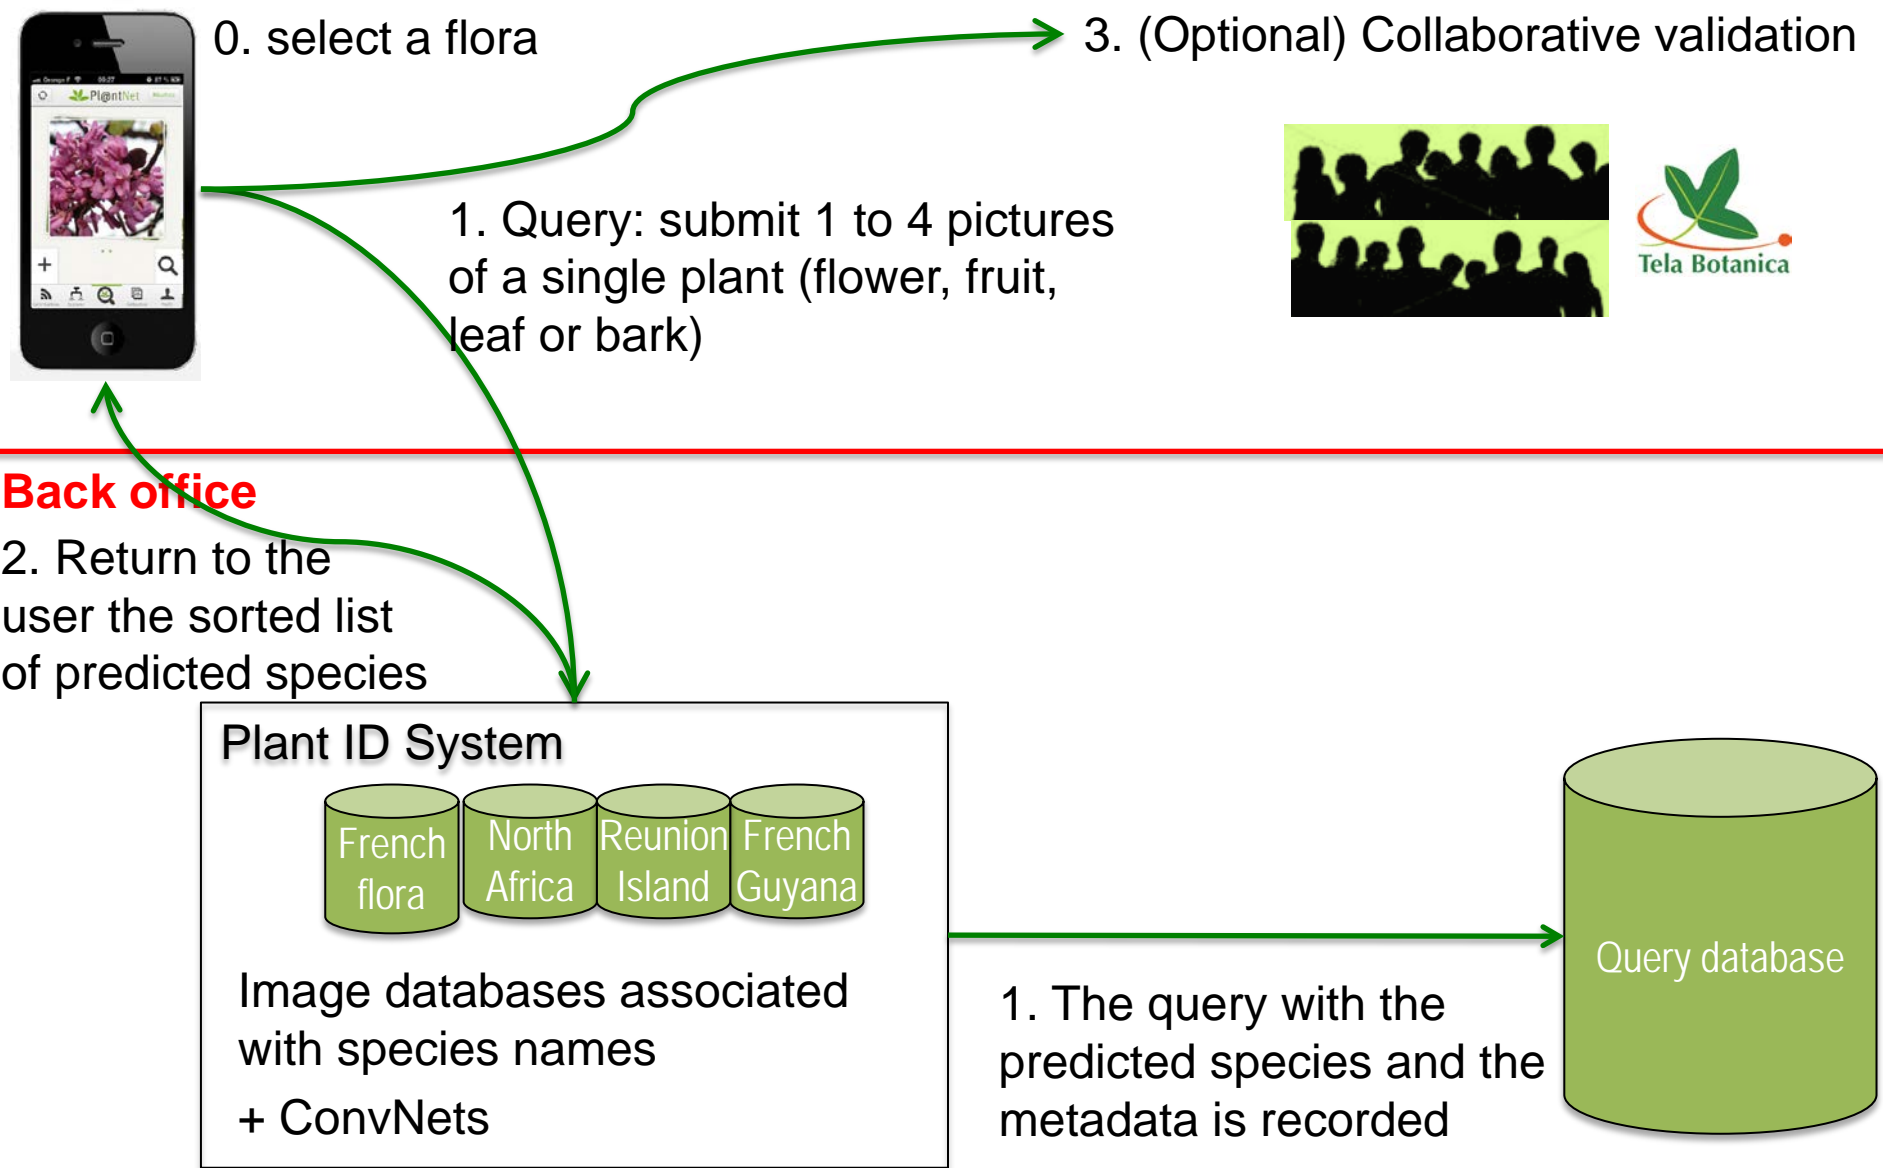 0. select a flora
3. (Optional) Collaborative validation
Pl@ntNet
1. Query: submit 1 to 4 pictures
of a single plant (flower, fruit,
leaf or bark)
Tela Botanica
Back office
2. Return to the
user the sorted list
of predicted species
Plant ID System
French
flora
North
Africa
Reunion
Island
French
Guyana
Image databases associated
with species names
+ ConvNets
1. The query with the
predicted species and the
metadata is recorded
Query database